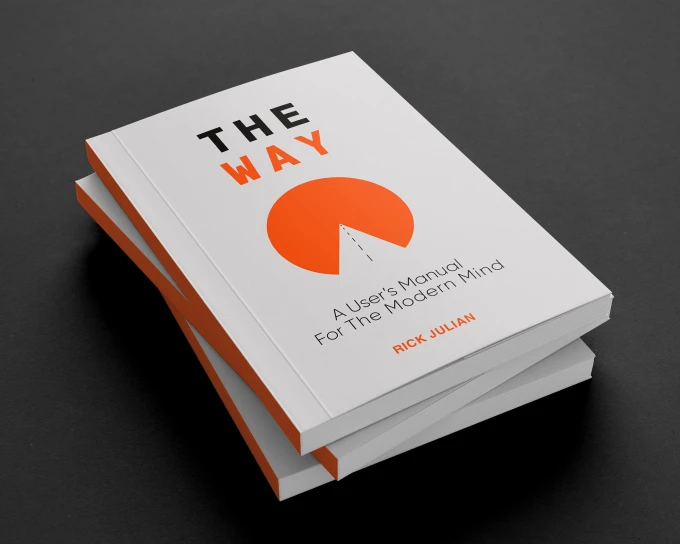 THE
WAY
A User's Manual
For The Modern Mind
RICK JULIAN